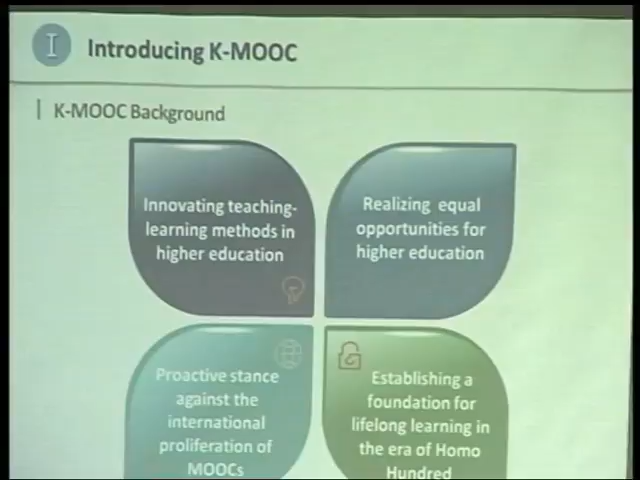 I Introducing K-MOOC
K-MOOC Background
Innovating teaching-
learning methods in
higher education
Realizing equal
opportunities for
higher education
Proactive stance
against the
international
proliferation of
MOOCs
Establishing a
foundation for
lifelong learning in
the era of Homo
Hundred